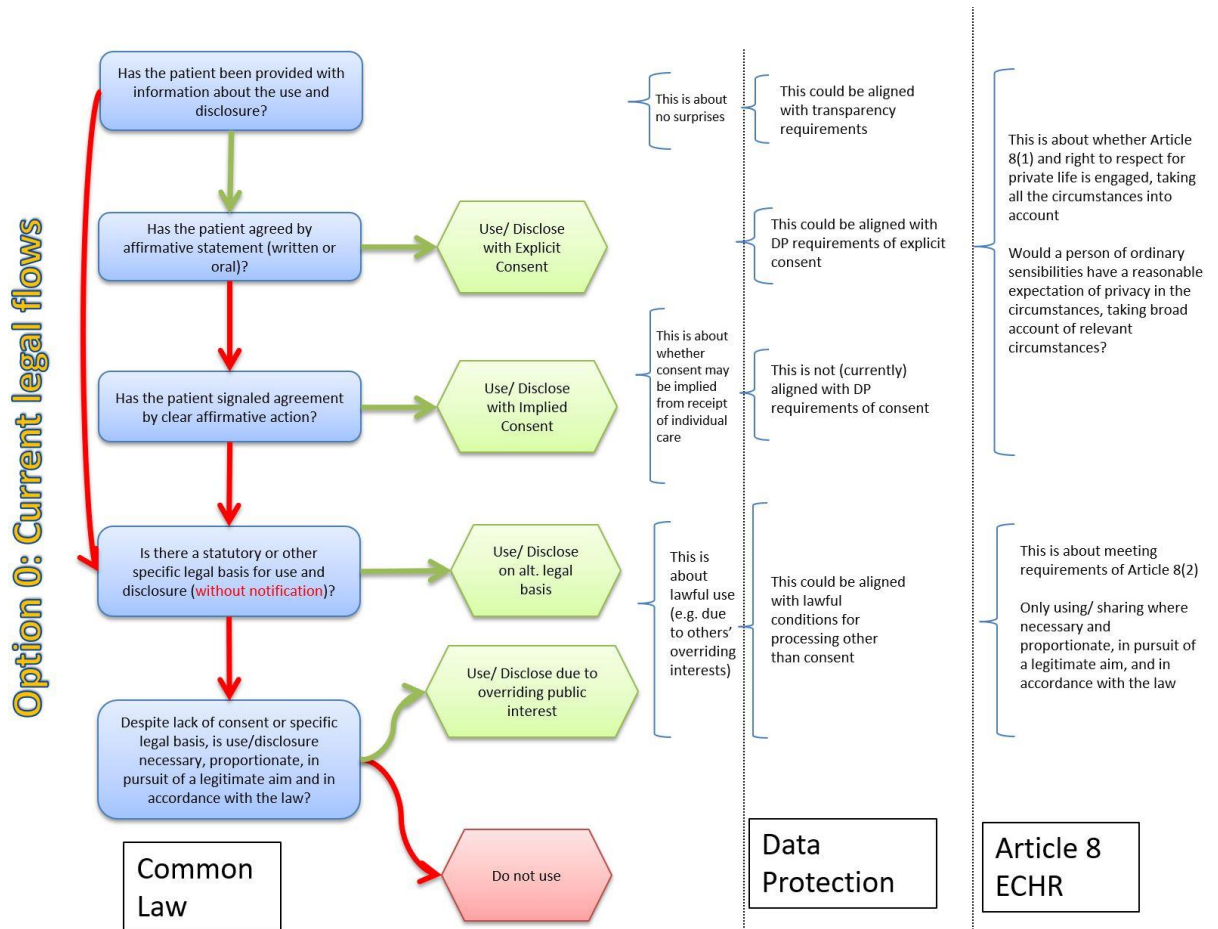 Option 0: Current legal flows
Has the patient been provided with
information about the use and
disclosure?
Has the patient agreed by
affirmative statement (written or
oral)?
Use/ Disclose
with Explicit
Consent
Has the patient signaled agreement
by clear affirmative action?
Use/ Disclose
with Implied
Consent
Is there a statutory or other
specific legal basis for use and
disclosure (without notification)?
Use/ Disclose
on alt. legal
basis
Despite lack of consent or specific
legal basis, is use/disclosure
necessary, proportionate, in
pursuit of a legitimate aim and in
accordance with the law?
Use/ Disclose due to
overriding public
interest
Do not use
Common
Law
This is about
no surprises
This is about
whether
consent may
be implied
from receipt
of individual
care
This is
about
lawful use
(e.g. due
to others’
overriding
interests)
This could be aligned
with transparency
requirements
This could be aligned with
DP requirements of explicit
consent
This is not (currently)
aligned with DP
requirements of consent
This could be aligned
with lawful
conditions for
processing other
than consent
Data
Protection
This is about whether Article
8(1) and right to respect for
private life is engaged, taking
all the circumstances into
account
Would a person of ordinary
sensibilities have a reasonable
expectation of privacy in the
circumstances, taking broad
account of relevant
circumstances?
This is about meeting
requirements of Article 8(2)
Only using/ sharing where
necessary and
proportionate, in pursuit of
a legitimate aim, and in
accordance with the law
Article 8
ECHR